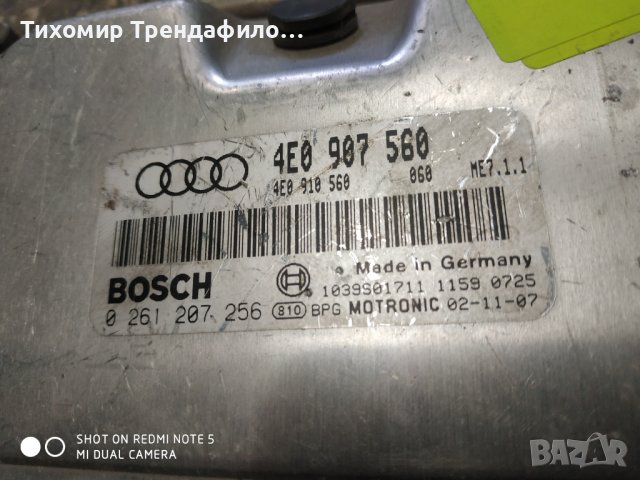 Тихомир Трендафило...
4E0 907 560
4E0 910 560 060 ME7.1.1
Made in Germany
BOSCH
1039S01711 1159 0725
0 261 207 256 810 BPG MOTRONIC 02-11-07
SHOT ON REDMI NOTE 5
MI DUAL CAMERA
BAZAR